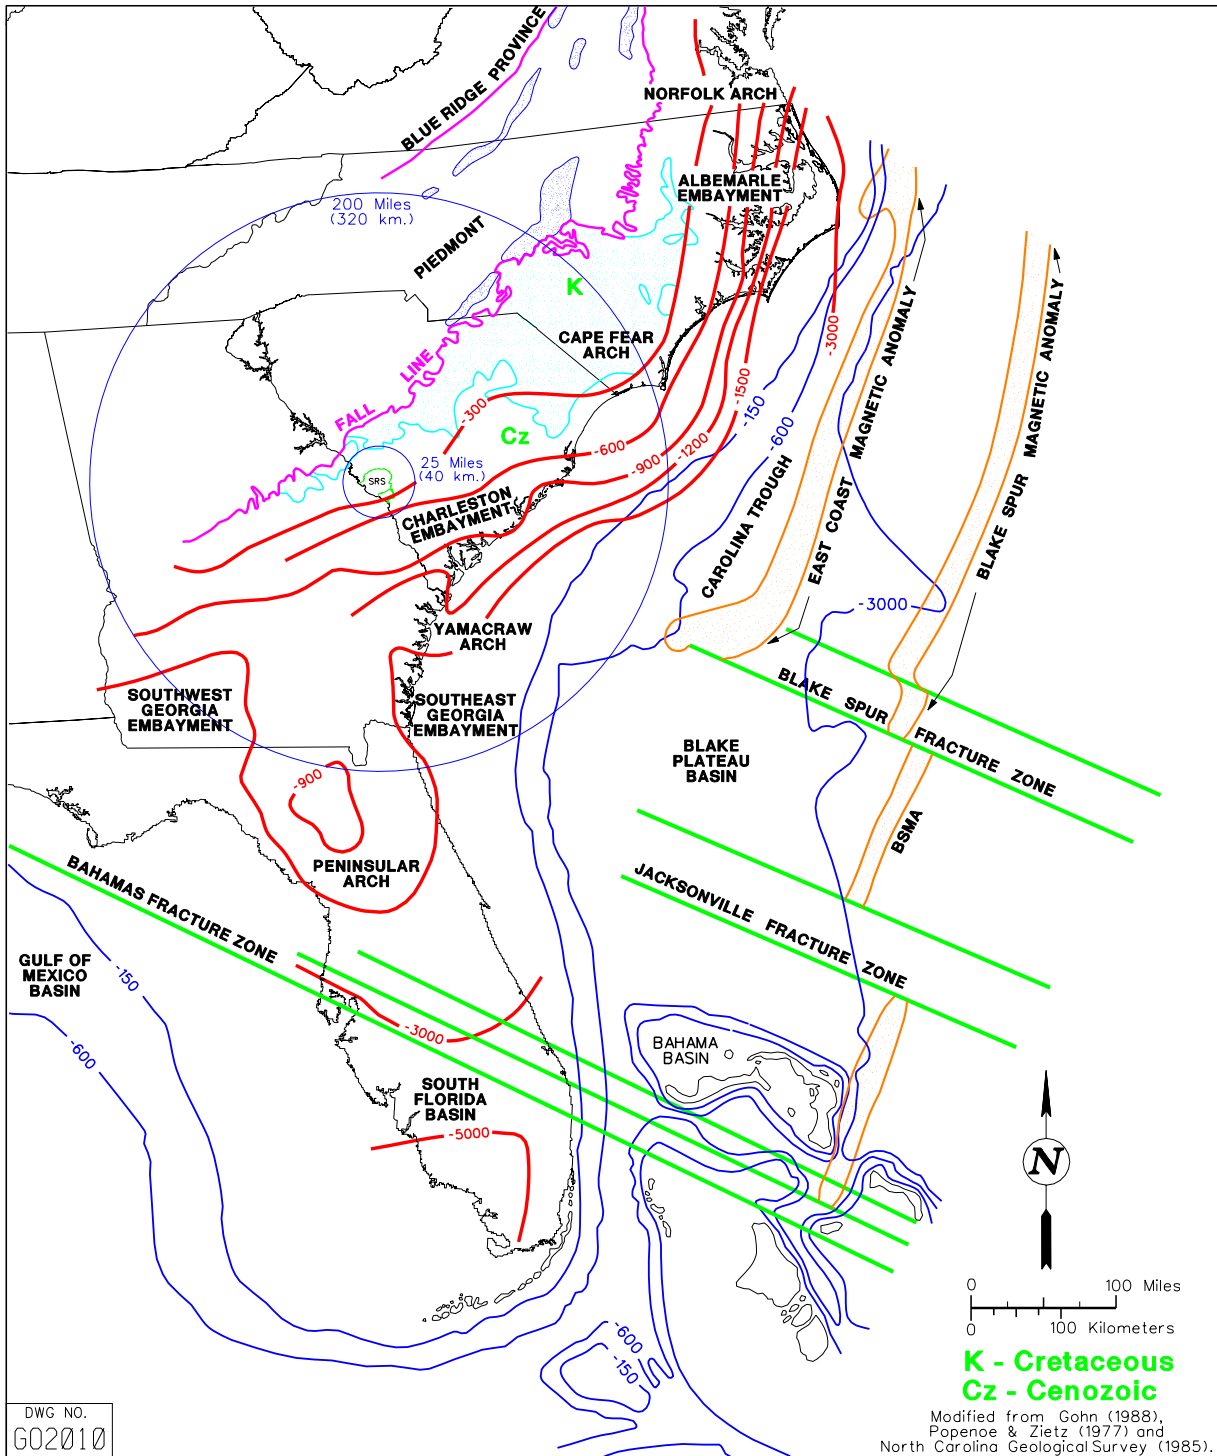 BLUE RIDGE PROVINCE
NORFOLK ARCH
ALBEMARLE
EMBAYMENT
200 Miles
(320 km.)
PIEDMONT
K
CAPE FEAR
ARCH
FALL LINE
-300
Cz
-600
-900
-1200
-1500
-150
-600
-3000
25 Miles
(40 km.)
SRS
CHARLESTON
EMBAYMENT
CAROLINA TROUGH
EAST COAST MAGNETIC ANOMALY
BLAKE SPUR MAGNETIC ANOMALY
-3000
YAMACRAW
ARCH
SOUTHWEST
GEORGIA
EMBAYMENT
SOUTHEAST
GEORGIA
EMBAYMENT
BLAKE SPUR FRACTURE ZONE
BLAKE
PLATEAU
BASIN
-900
BSMA
PENINSULAR
ARCH
BAHAMAS FRACTURE ZONE
JACKSONVILLE FRACTURE ZONE
GULF OF
MEXICO
BASIN
-150
-600
-3000
BAHAMA
BASIN
SOUTH
FLORIDA
BASIN
-5000
N
0 100 Miles
0 100 Kilometers
-600
-150
K - Cretaceous
Cz - Cenozoic
Modified from Gohn (1988),
Popenoe & Zietz (1977) and
North Carolina Geological Survey (1985).
DWG NO.
G02010